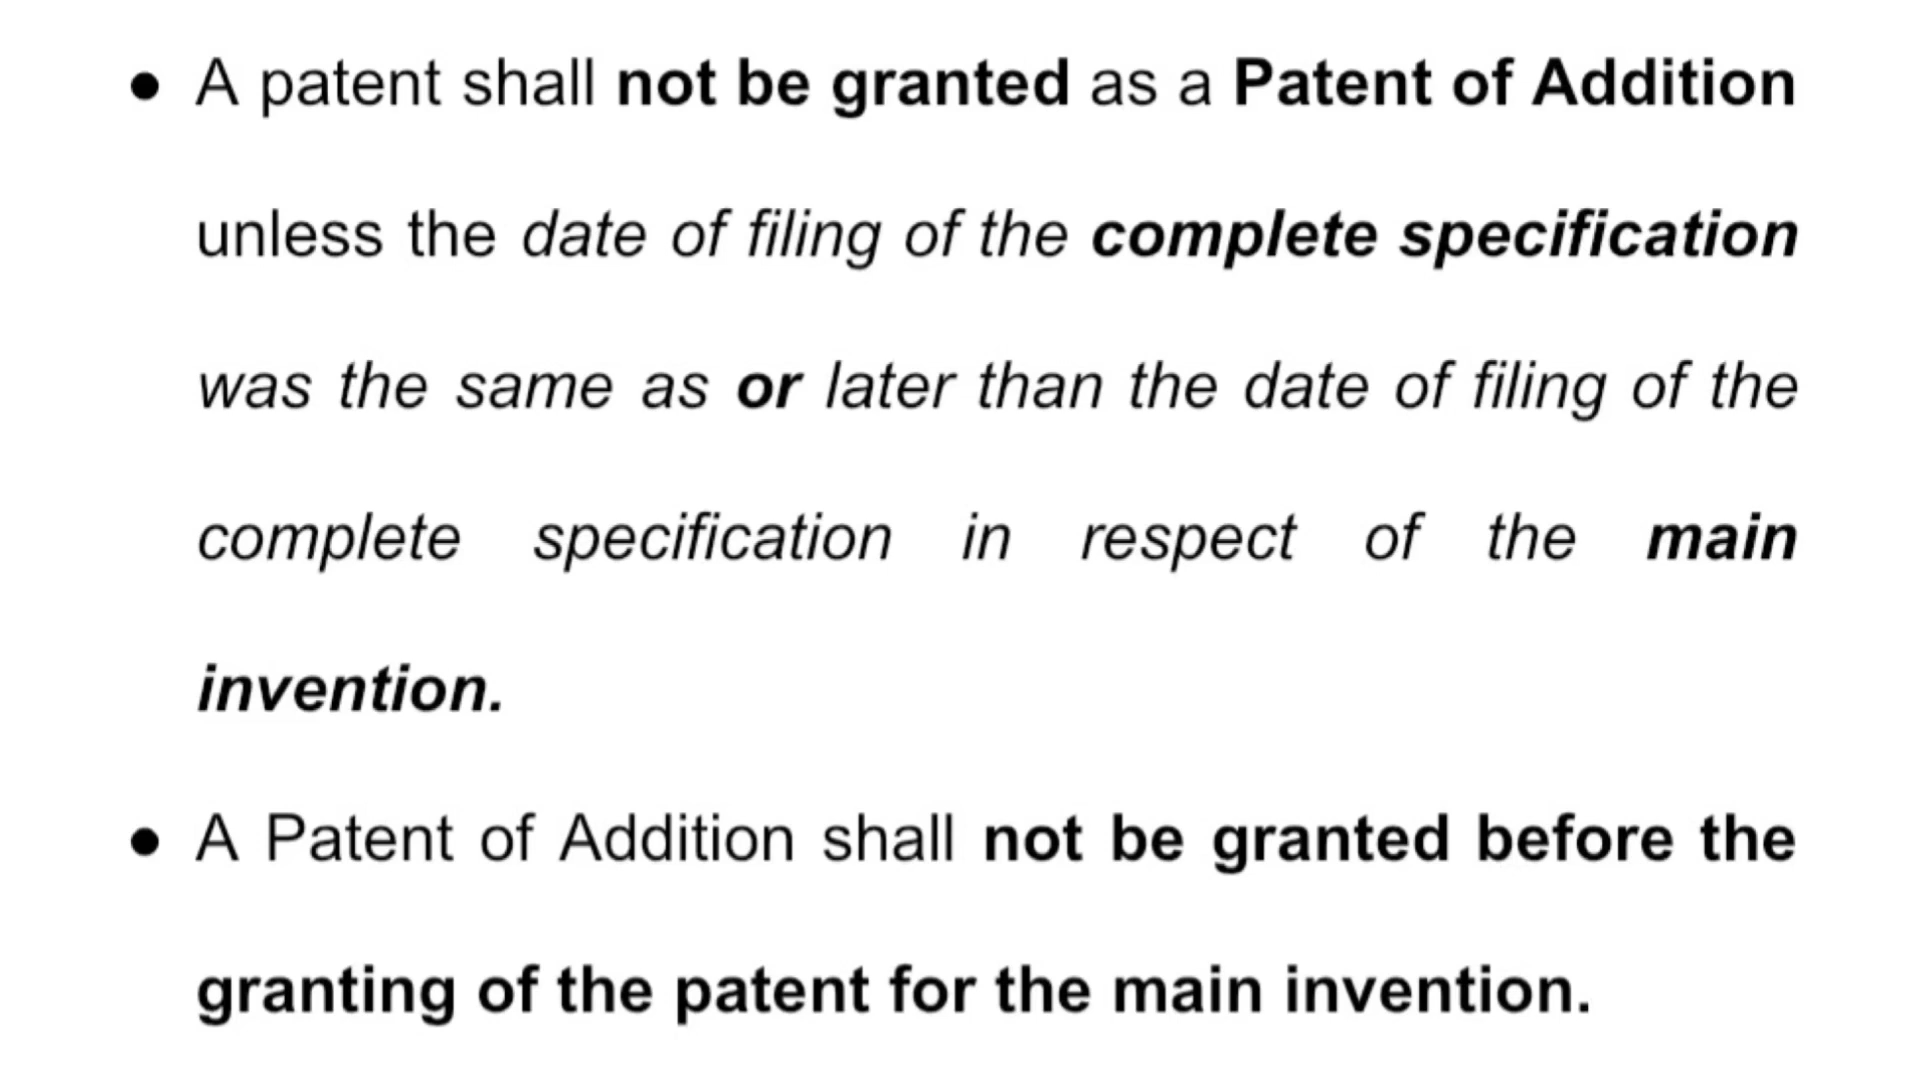 ● A patent shall not be granted as a Patent of Addition
unless the date of filing of the complete specification
was the same as or later than the date of filing of the
complete specification in respect of the main
invention.
● A Patent of Addition shall not be granted before the
granting of the patent for the main invention.